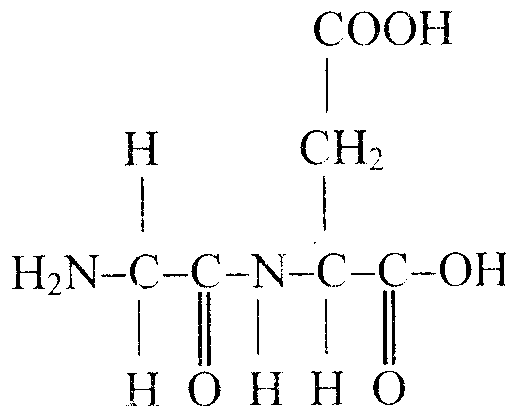 COOH
H CH₂
H₂N-C-C-N-C-C-OH
H O H H O